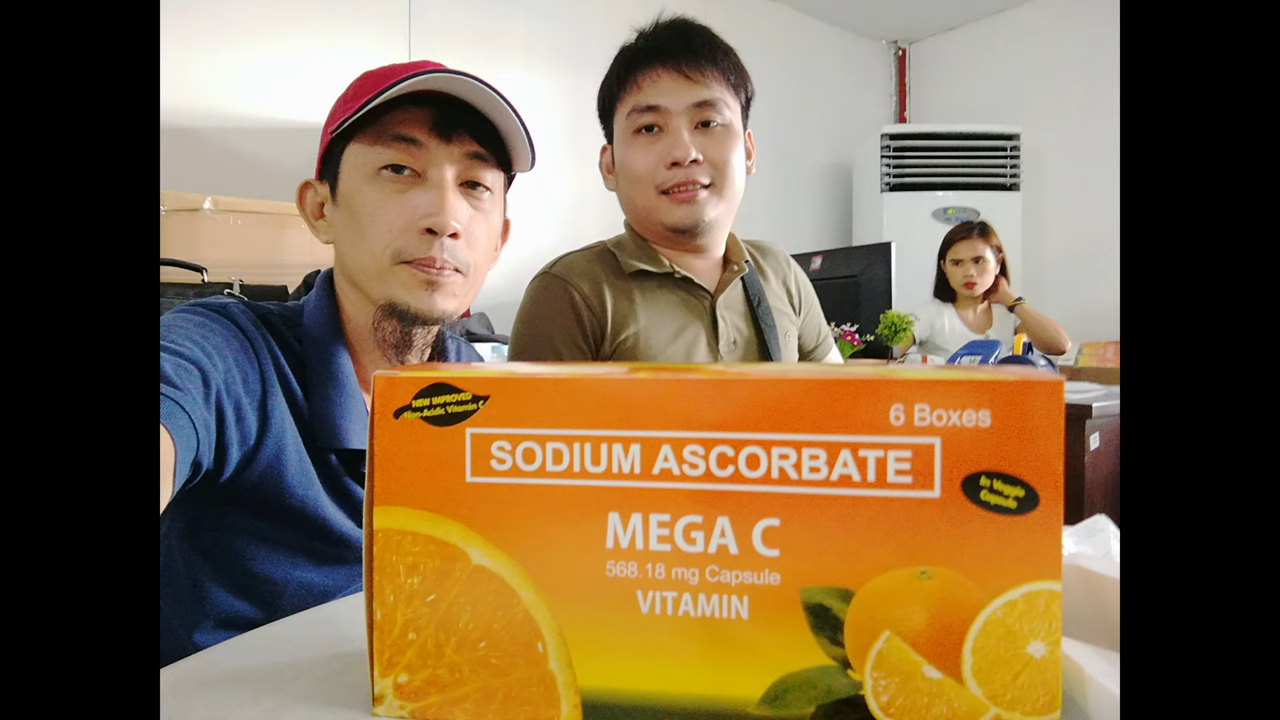 NEW IMPROVED
Non-Acidic Vitamin C
6 Boxes
SODIUM ASCORBATE
In Veggie
Capsule
MEGA C
568.18 mg Capsule
VITAMIN